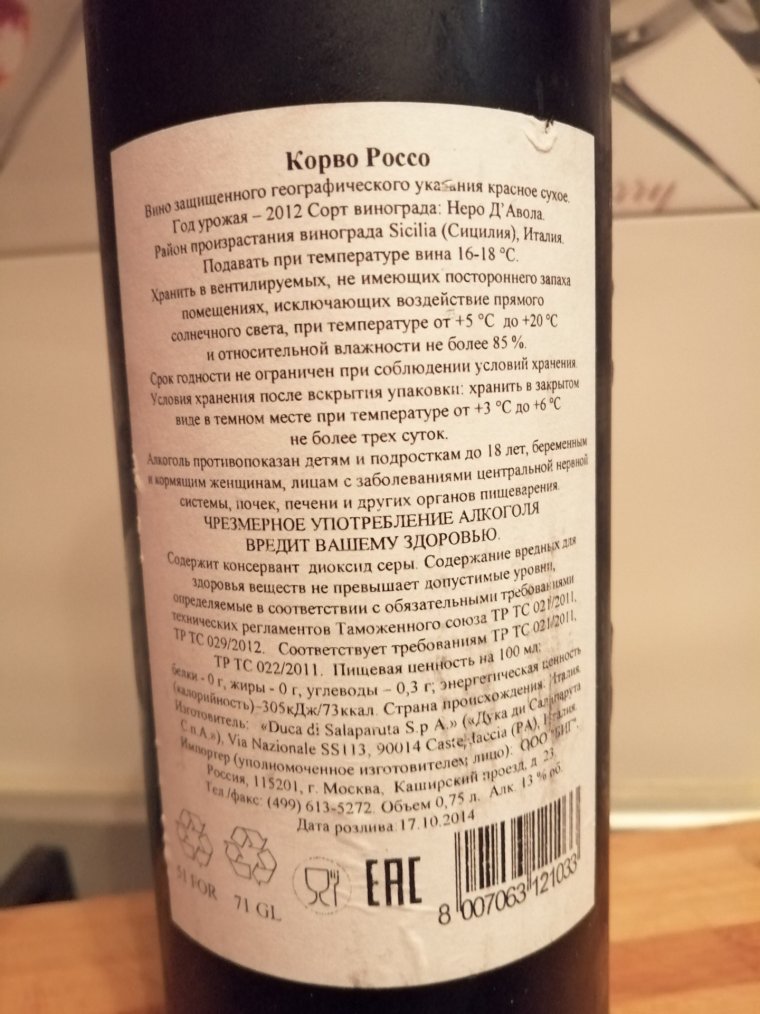 Корво Россо
Вино защищенного географического указания красное сухое.
Год урожая – 2012 Сорт винограда: Неро Д'Авола.
Район произрастания винограда Sicilia (Сицилия), Италия.
Подавать при температуре вина 16-18 °С.
Хранить в вентилируемых, не имеющих постороннего запаха
помещениях, исключающих воздействие прямого
солнечного света, при температуре от +5 °С до +20 °С
и относительной влажности не более 85 %.
Срок годности не ограничен при соблюдении условий хранения.
Условия хранения после вскрытия упаковки: хранить в закрытом
виде в темном месте при температуре от +3 °С до +6 °С
не более трех суток.
Алкоголь противопоказан детям и подросткам до 18 лет, беременным
и кормящим женщинам, лицам с заболеваниями центральной нервной
системы, почек, печени и других органов пищеварения.
ЧРЕЗМЕРНОЕ УПОТРЕБЛЕНИЕ АЛКОГОЛЯ
ВРЕДИТ ВАШЕМУ ЗДОРОВЬЮ.
Содержит консервант диоксид серы. Содержание вредных для
здоровья веществ не превышает допустимые уровни,
определяемые в соответствии с обязательными требованиями
технических регламентов Таможенного союза ТР ТС 021/2011,
ТР ТС 029/2012. Соответствует требованиям ТР ТС 021/2011,
ТР ТС 022/2011. Пищевая ценность на 100 мл:
белки - 0 г, жиры - 0 г, углеводы – 0,3 г; энергетическая ценность
(калорийность)–305кДж/73ккал. Страна происхождения: Италия.
Изготовитель: «Duca di Salaparuta S.p A.» («Дука ди Салапарута
С.п.А.»), Via Nazionale SS113, 90014 Casteldaccia (PA), Италия.
Импортер (уполномоченное изготовителем лицо): ООО "БИГ",
Россия, 115201, г. Москва, Каширский проезд, д. 23.
Тел./факс: (499) 613-5272. Объем 0,75 л. Алк. 13 % об.
Дата розлива 17.10.2014
51 FOR 71 GL
EAC
8 007063 121033